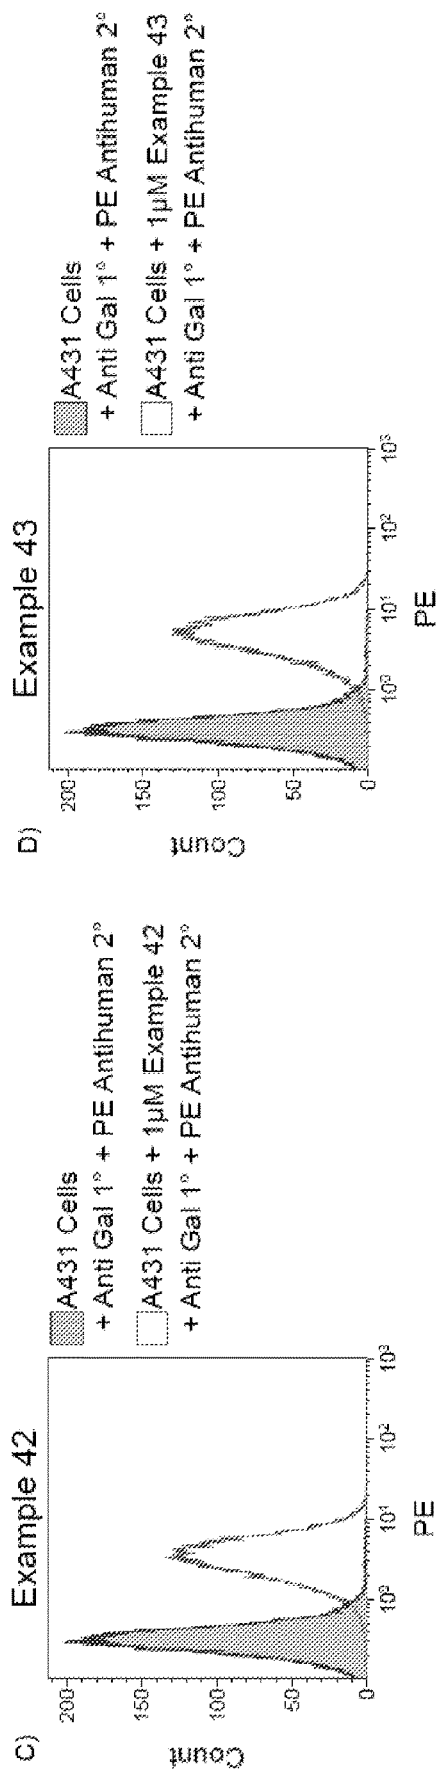 C)
Example 42
200
150
100
50
0
Count
10⁰
10¹
10²
10³
PE
A431 Cells
+ Anti Gal 1° + PE Antihuman 2°
A431 Cells + 1µM Example 42
+ Anti Gal 1° + PE Antihuman 2°
D)
Example 43
200
150
100
50
0
Count
10⁰
10¹
10²
10³
PE
A431 Cells
+ Anti Gal 1° + PE Antihuman 2°
A431 Cells + 1µM Example 43
+ Anti Gal 1° + PE Antihuman 2°